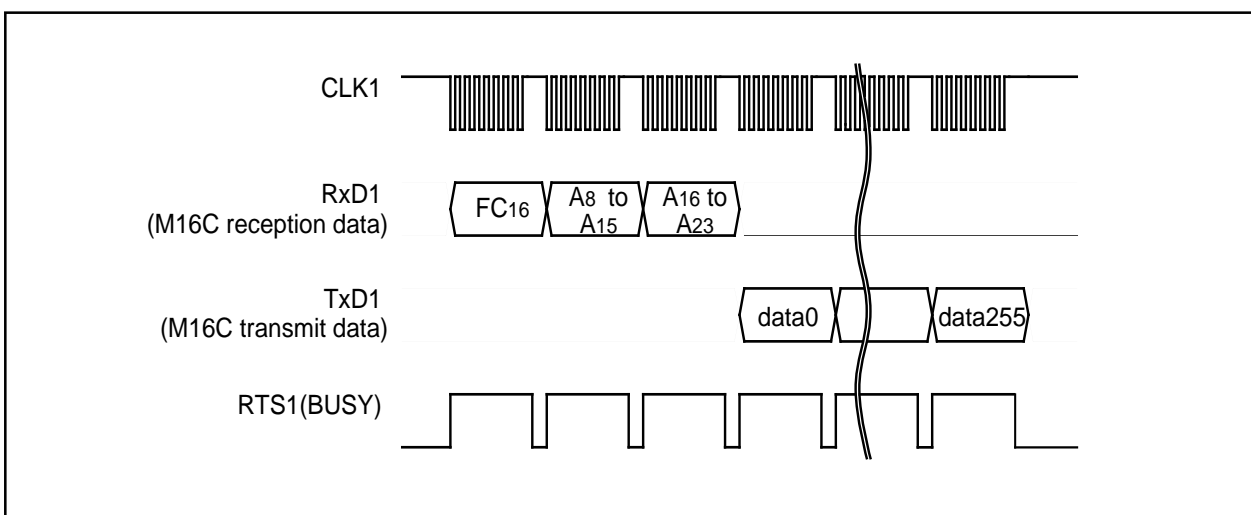 CLK1
RxD1
(M16C reception data)
FC16
A8 to
A15
A16 to
A23
TxD1
(M16C transmit data)
data0
data255
RTS1(BUSY)